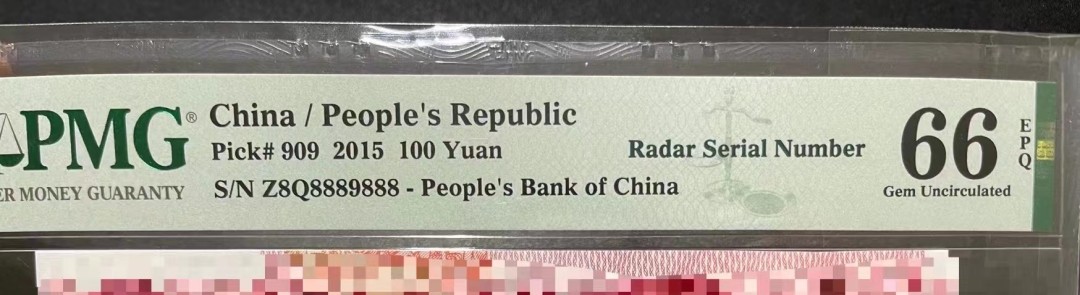 PMG®
ER MONEY GUARANTY
China / People's Republic
Pick# 909 2015 100 Yuan
S/N Z8Q8889888 - People's Bank of China
Radar Serial Number
66
EPQ
Gem Uncirculated